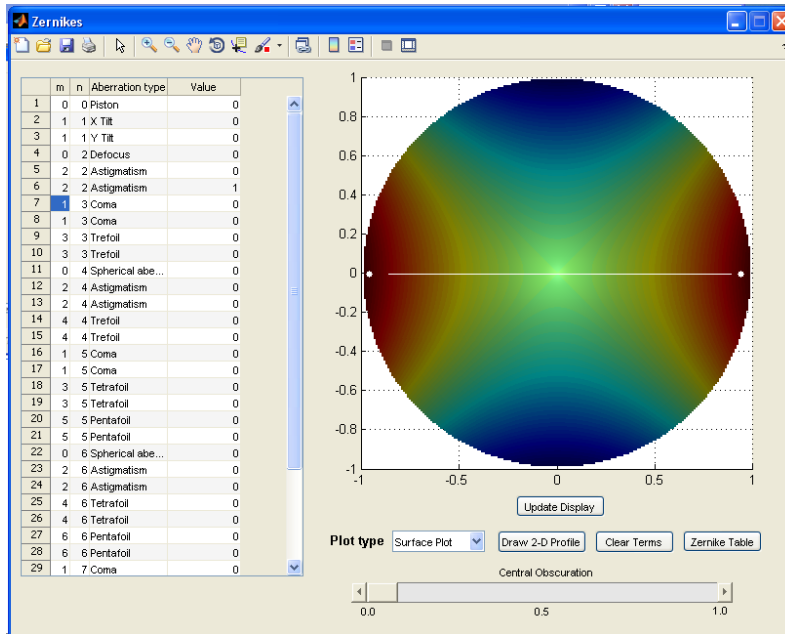 Zernikes
m n Aberration type Value
1 0 0 Piston 0
2 1 1 X Tilt 0
3 1 1 Y Tilt 0
4 0 2 Defocus 0
5 2 2 Astigmatism 0
6 2 2 Astigmatism 1
7 1 3 Coma 0
8 1 3 Coma 0
9 3 3 Trefoil 0
10 3 3 Trefoil 0
11 0 4 Spherical abe... 0
12 2 4 Astigmatism 0
13 2 4 Astigmatism 0
14 4 4 Trefoil 0
15 4 4 Trefoil 0
16 1 5 Coma 0
17 1 5 Coma 0
18 3 5 Tetrafoil 0
19 3 5 Tetrafoil 0
20 5 5 Pentafoil 0
21 5 5 Pentafoil 0
22 0 6 Spherical abe... 0
23 2 6 Astigmatism 0
24 2 6 Astigmatism 0
25 4 6 Tetrafoil 0
26 4 6 Tetrafoil 0
27 6 6 Pentafoil 0
28 6 6 Pentafoil 0
29 1 7 Coma 0
1
0.8
0.6
0.4
0.2
0
-0.2
-0.4
-0.6
-0.8
-1
-1 -0.5 0 0.5 1
Update Display
Plot type Surface Plot Draw 2-D Profile Clear Terms Zernike Table
Central Obscuration
0.0 0.5 1.0